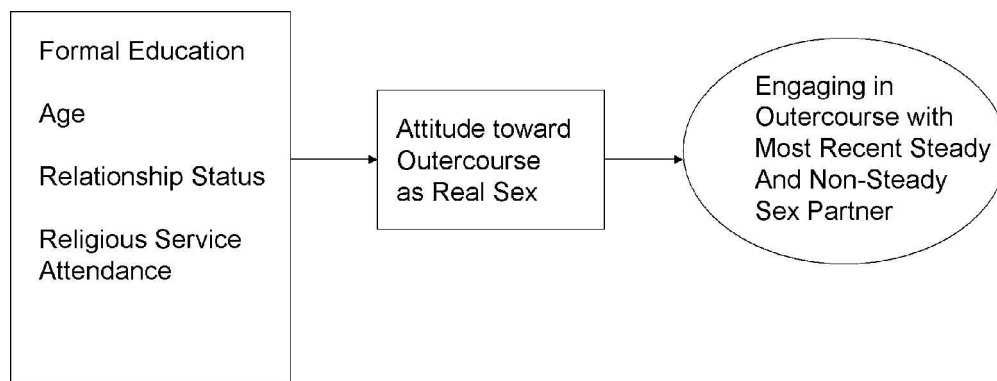 Formal Education
Age
Relationship Status
Religious Service
Attendance
Attitude toward
Outercourse
as Real Sex
Engaging in
Outercourse with
Most Recent Steady
And Non-Steady
Sex Partner